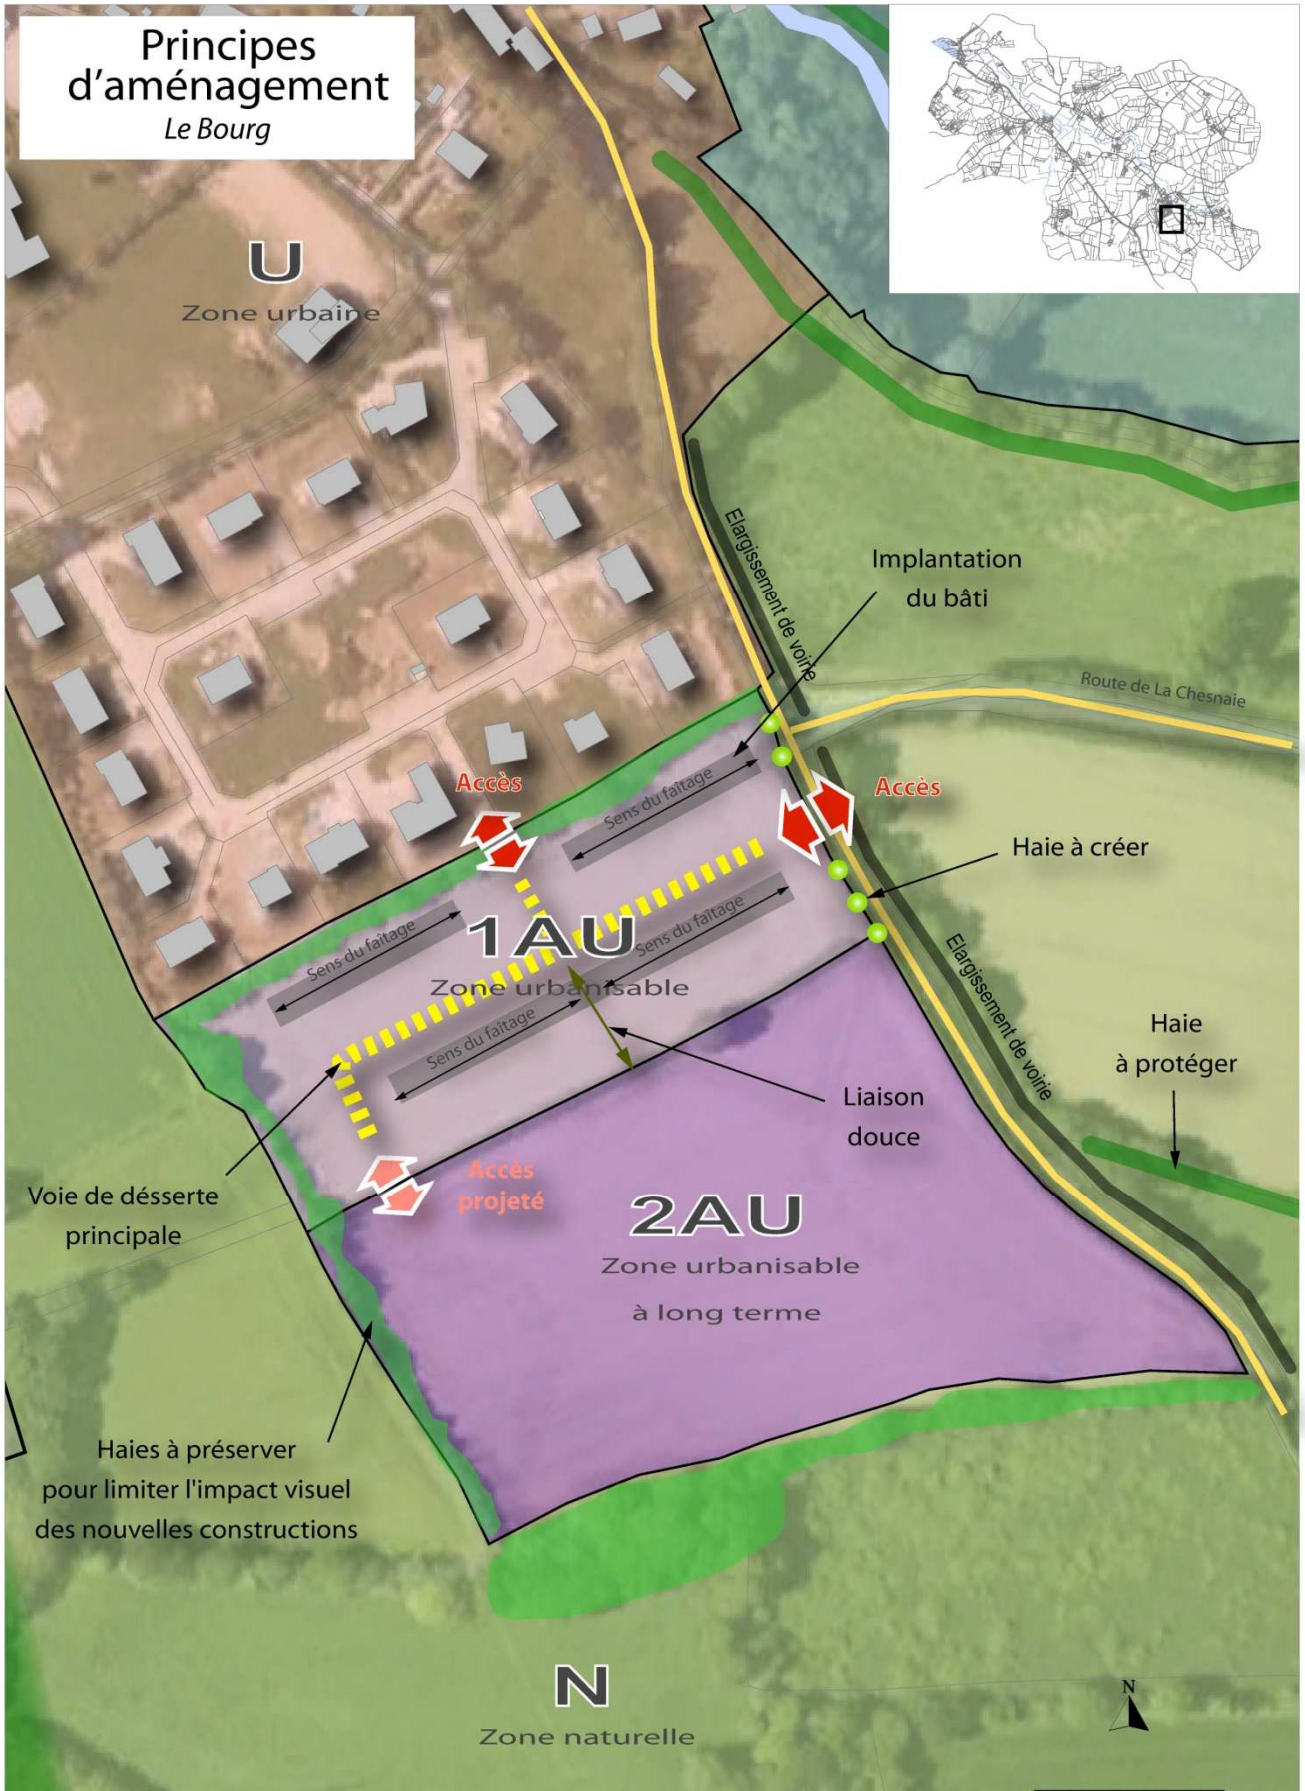 Principes
d'aménagement
Le Bourg
U
Zone urbaine
Elargissement de voirie
Implantation
du bâti
Route de La Chesnaie
Accès
Sens du faîtage
Accès
Haie à créer
Sens du faîtage
1AU
Sens du faîtage
Zone urbanisable
Sens du faîtage
Elargissement de voirie
Haie
à protéger
Liaison
douce
Voie de désserte
principale
Accès
projeté
2AU
Zone urbanisable
à long terme
Haies à préserver
pour limiter l'impact visuel
des nouvelles constructions
N
Zone naturelle
N